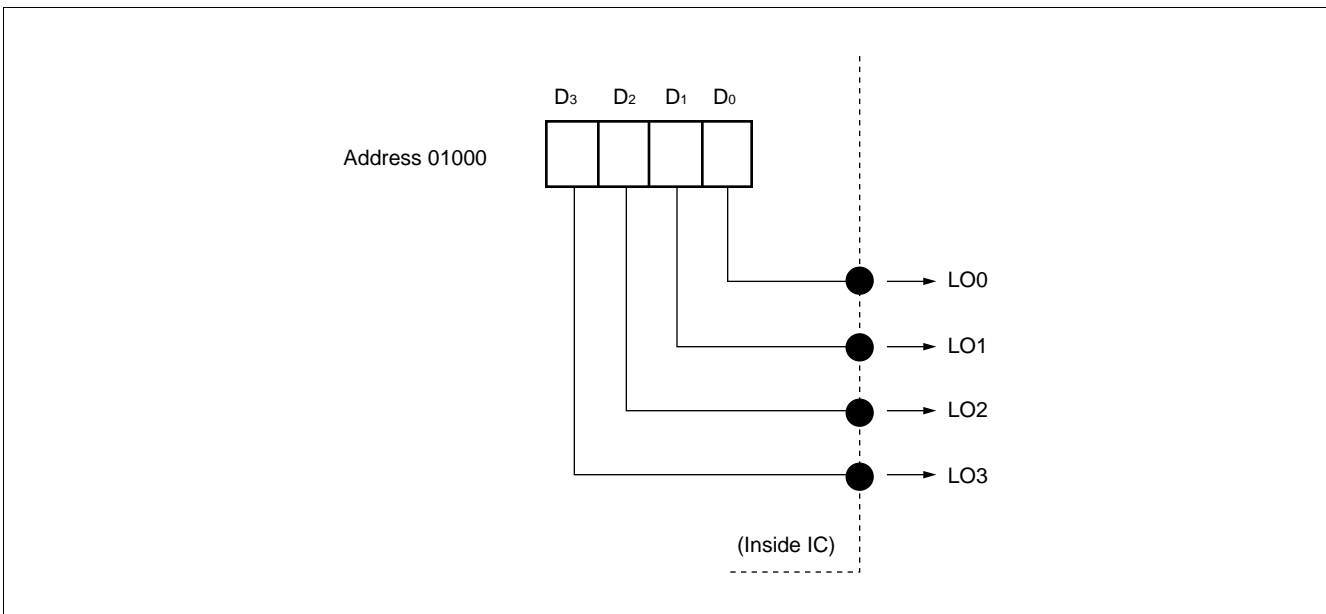 D3 D2 D1 D0
Address 01000
LO0
LO1
LO2
LO3
(Inside IC)